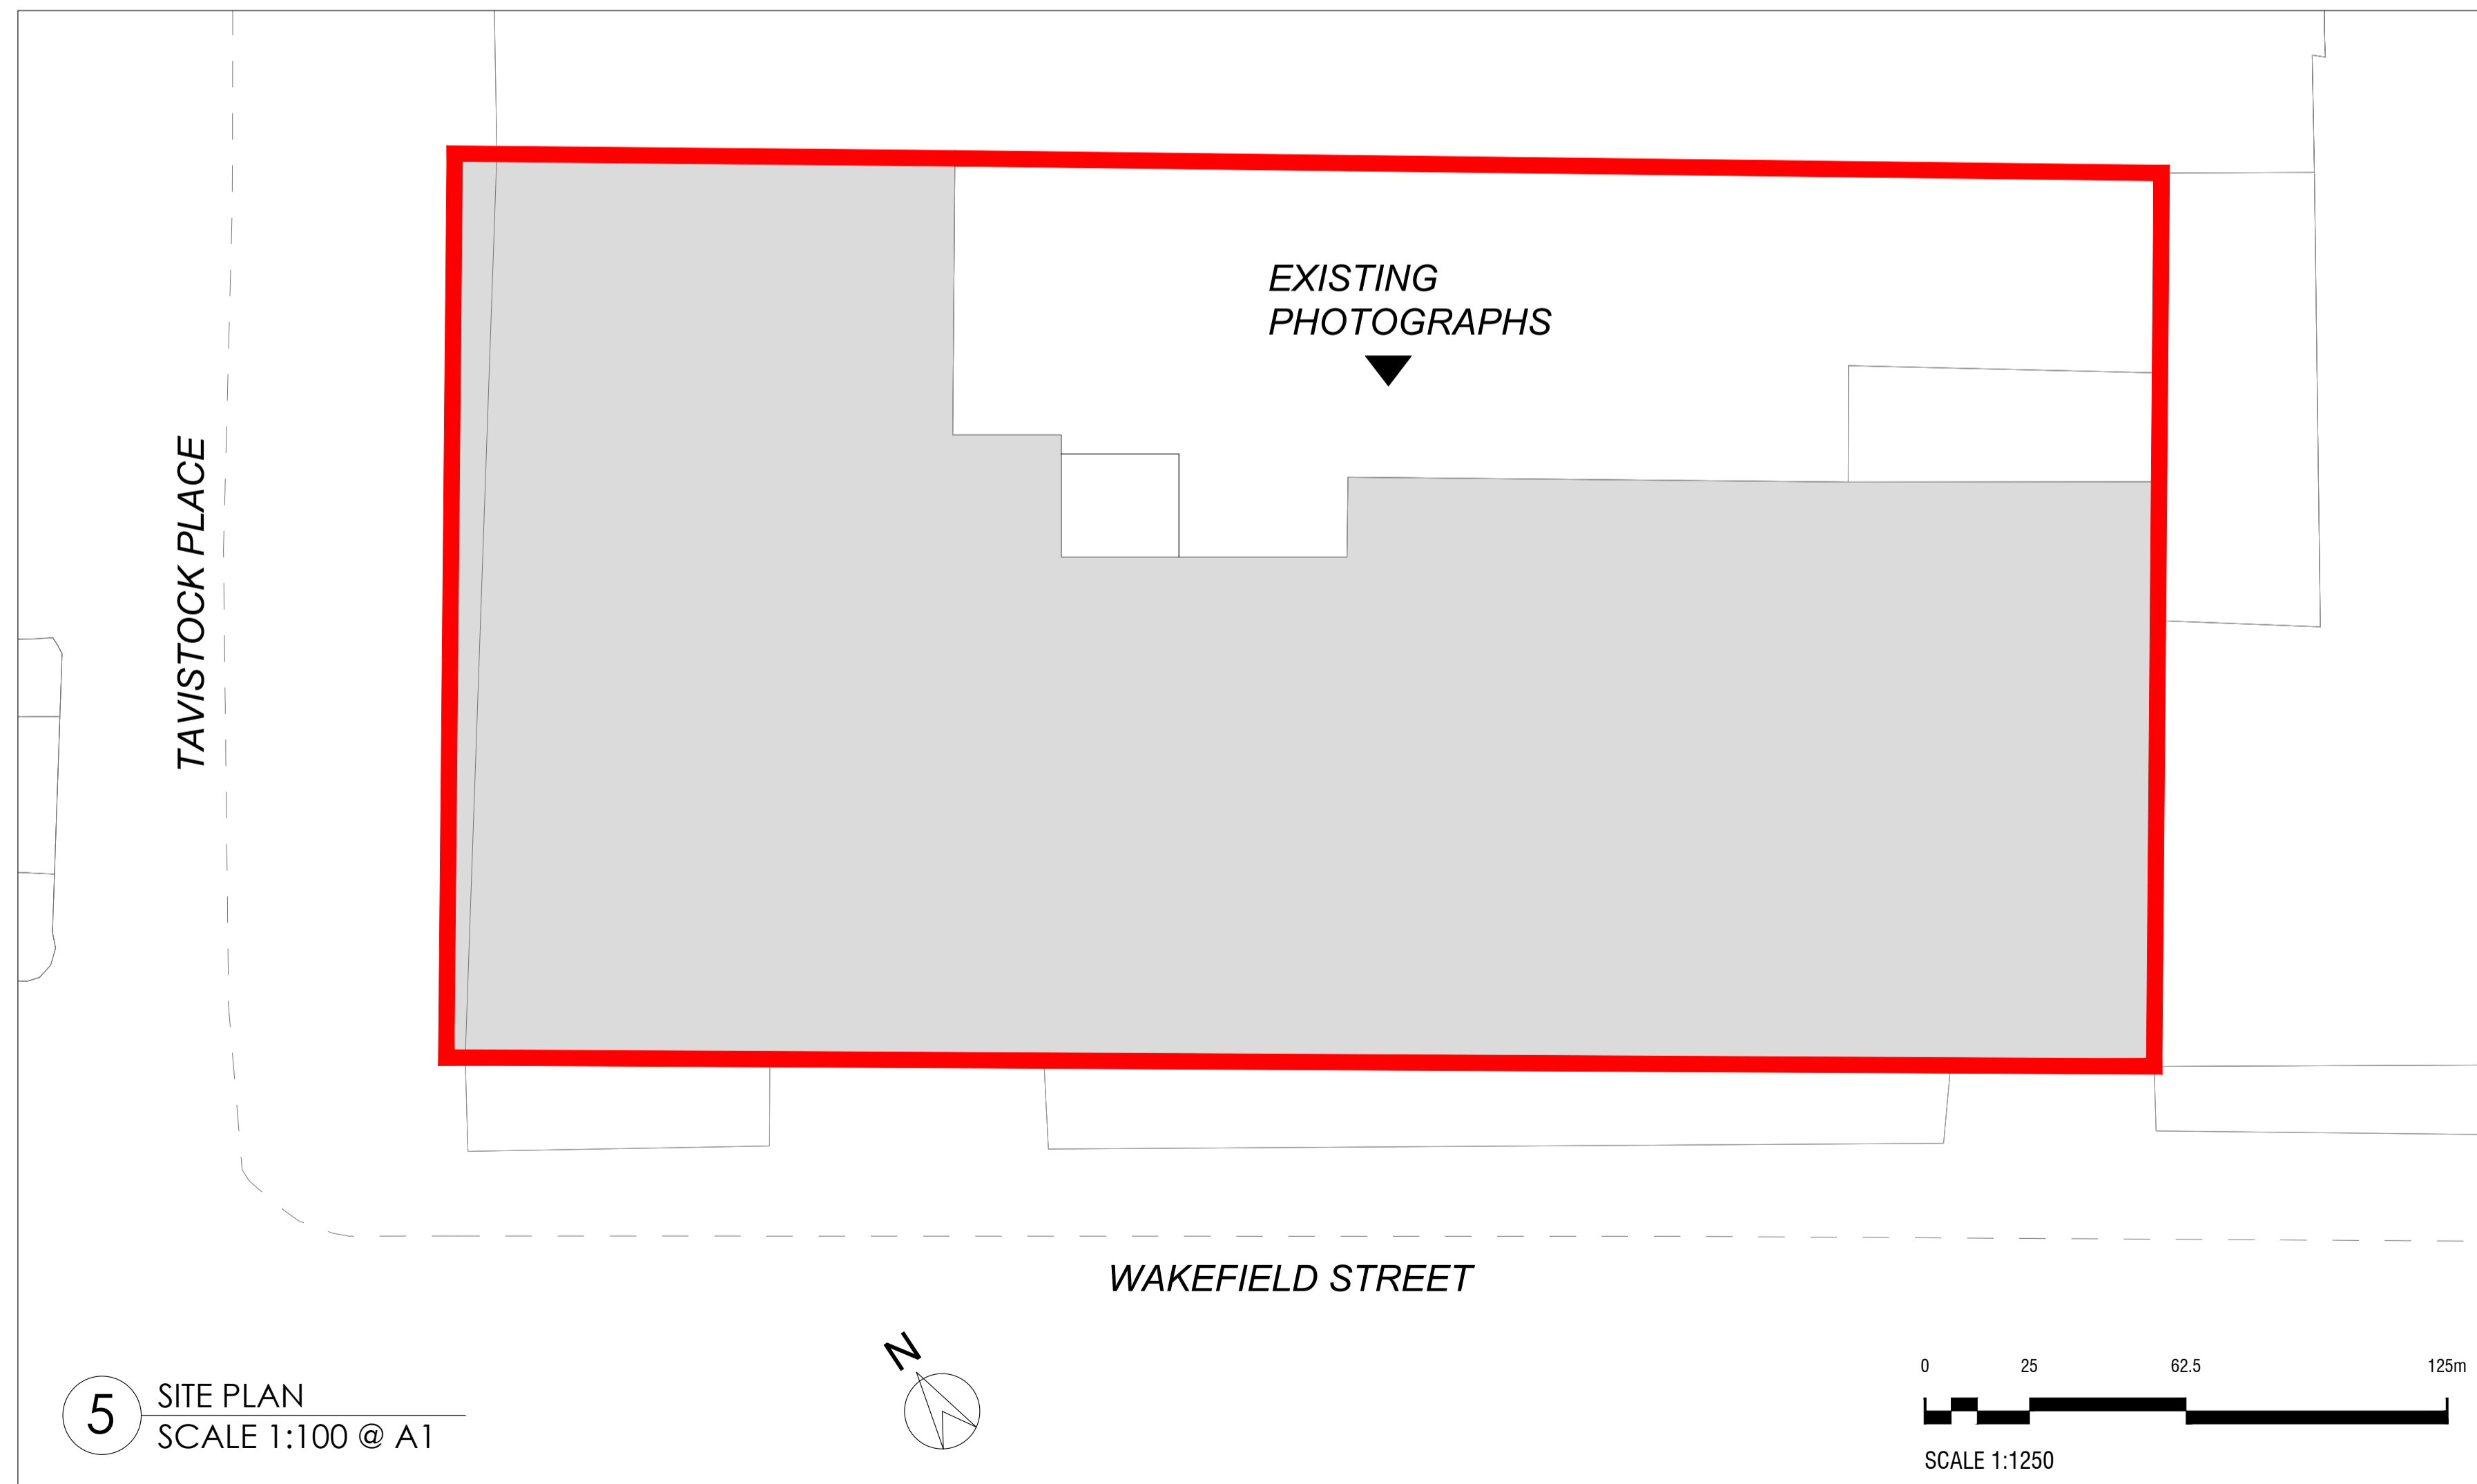 EXISTING
PHOTOGRAPHS
TAVISTOCK PLACE
WAKEFIELD STREET
N
5
SITE PLAN
SCALE 1:100 @ A1
0 25 62.5 125m
SCALE 1:1250